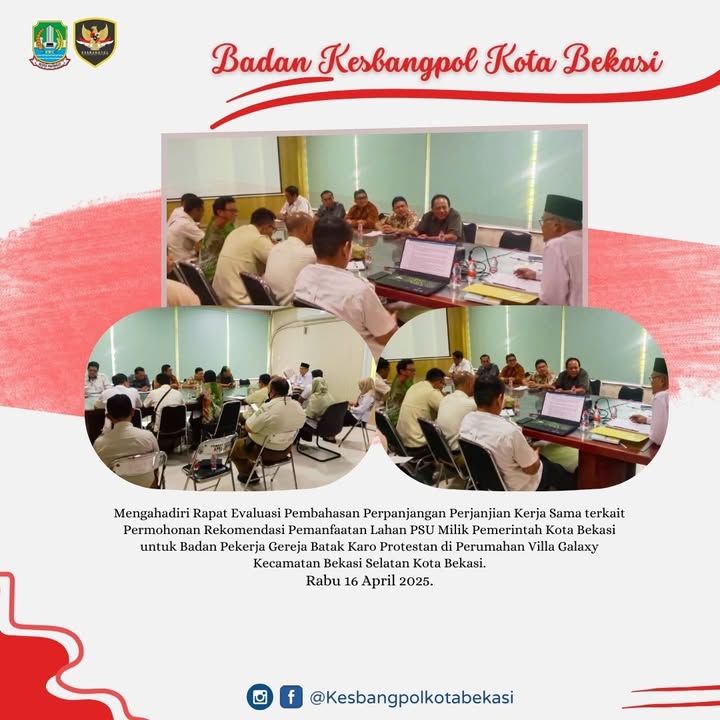 Badan Kesbangpol Kota Bekasi
Mengahadiri Rapat Evaluasi Pembahasan Perpanjangan Perjanjian Kerja Sama terkait
Permohonan Rekomendasi Pemanfaatan Lahan PSU Milik Pemerintah Kota Bekasi
untuk Badan Pekerja Gereja Batak Karo Protestan di Perumahan Villa Galaxy
Kecamatan Bekasi Selatan Kota Bekasi.
Rabu 16 April 2025.
@Kesbangpolkotabekasi